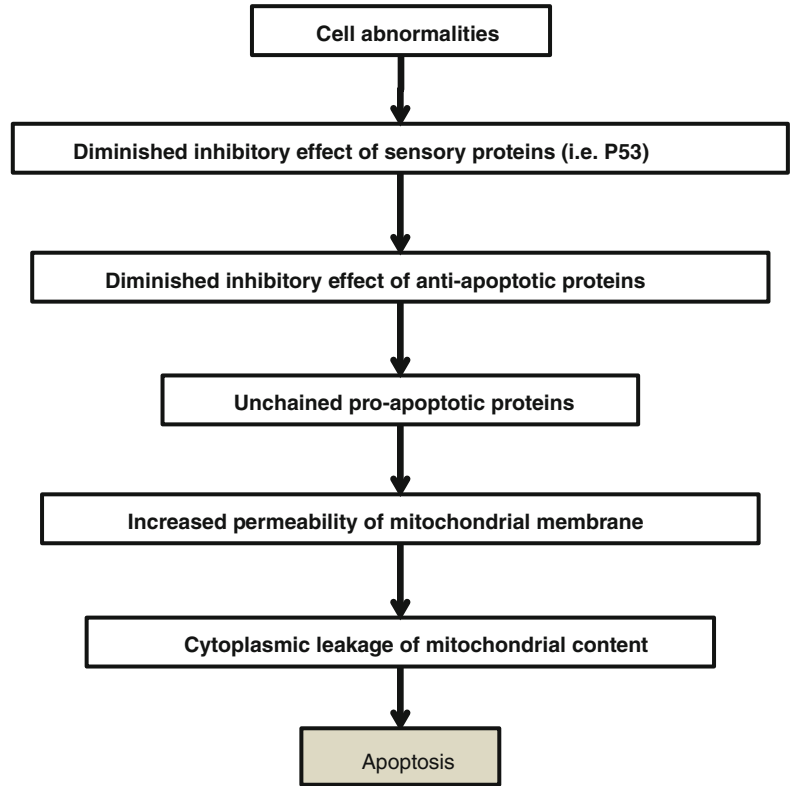 Cell abnormalities
Diminished inhibitory effect of sensory proteins (i.e. P53)
Diminished inhibitory effect of anti-apoptotic proteins
Unchained pro-apoptotic proteins
Increased permeability of mitochondrial membrane
Cytoplasmic leakage of mitochondrial content
Apoptosis